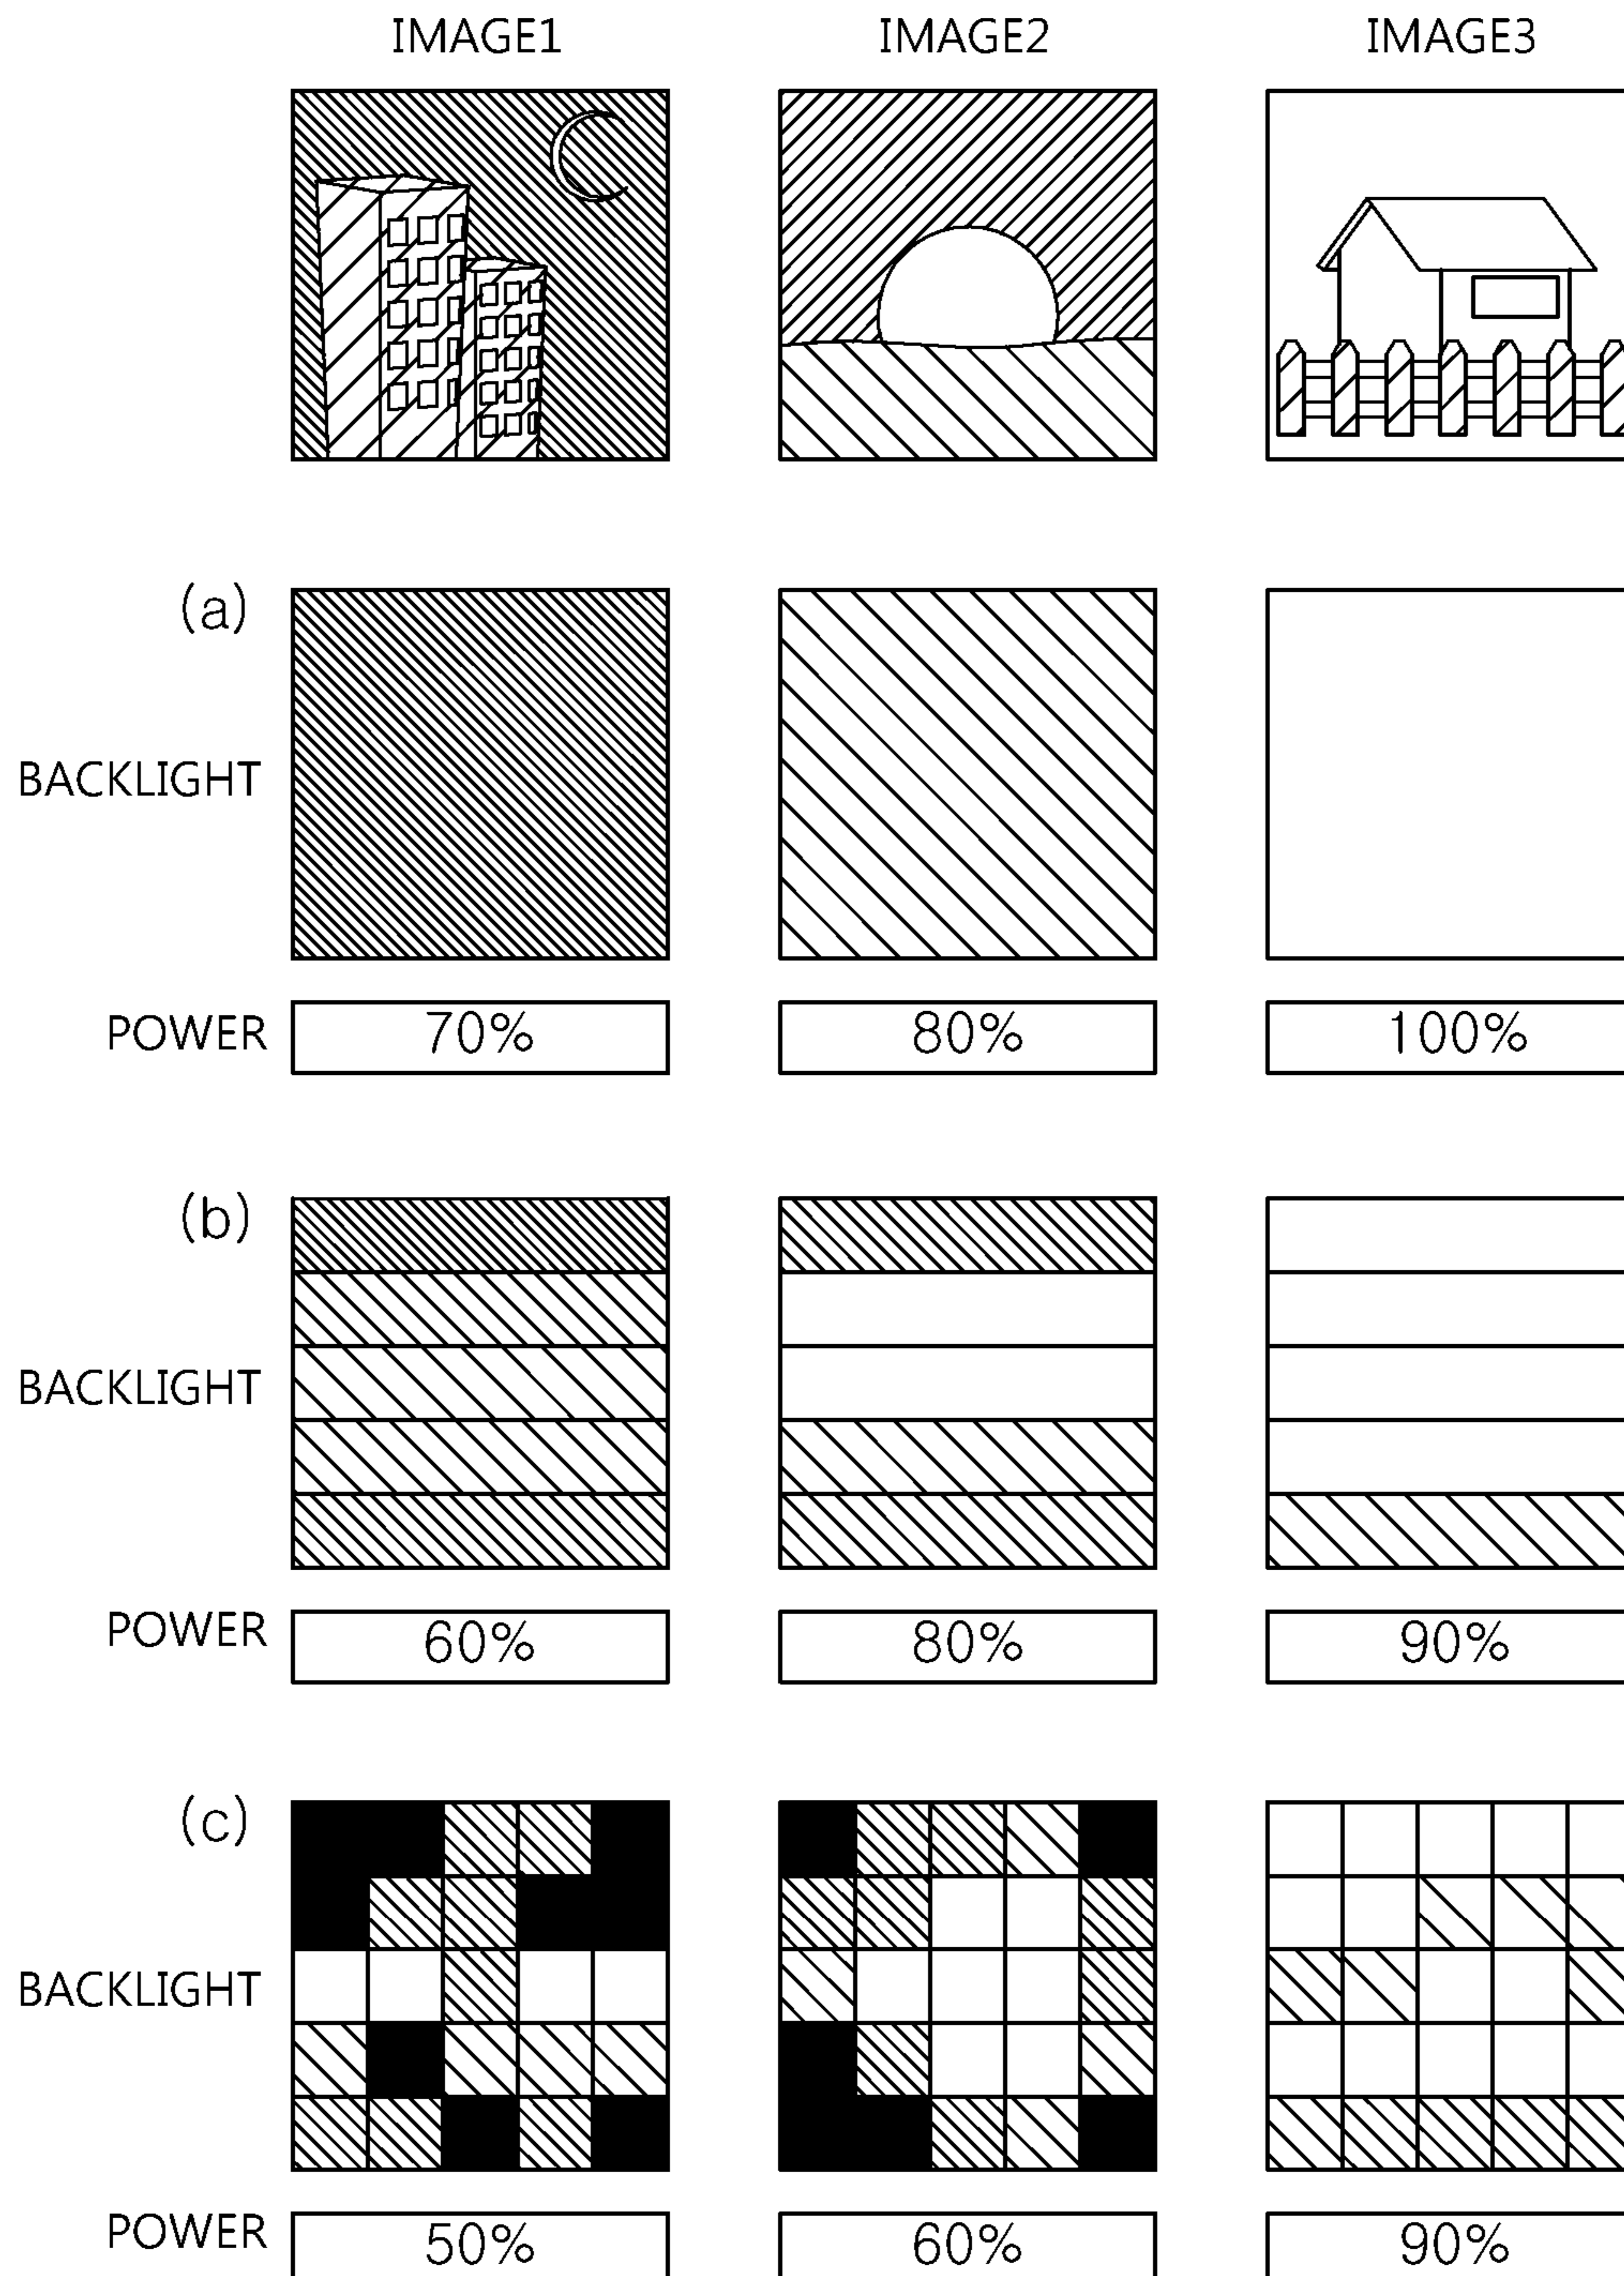 IMAGE1 IMAGE2 IMAGE3
(a)
BACKLIGHT
POWER 70% 80% 100%
(b)
BACKLIGHT
POWER 60% 80% 90%
(c)
BACKLIGHT
POWER 50% 60% 90%